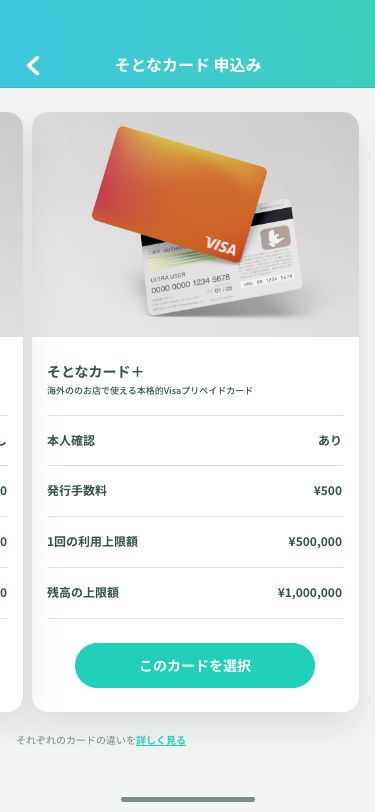 そとなカード 申込み
VISA
ULTRA USER
0000 0000 1234 5678
01 / 25
そとなカード＋
海外ののお店で使える本格的Visaプリペイドカード
し
本人確認 あり
0
発行手数料 ¥500
0
1回の利用上限額 ¥500,000
0
残高の上限額 ¥1,000,000
このカードを選択
それぞれのカードの違いを詳しく見る